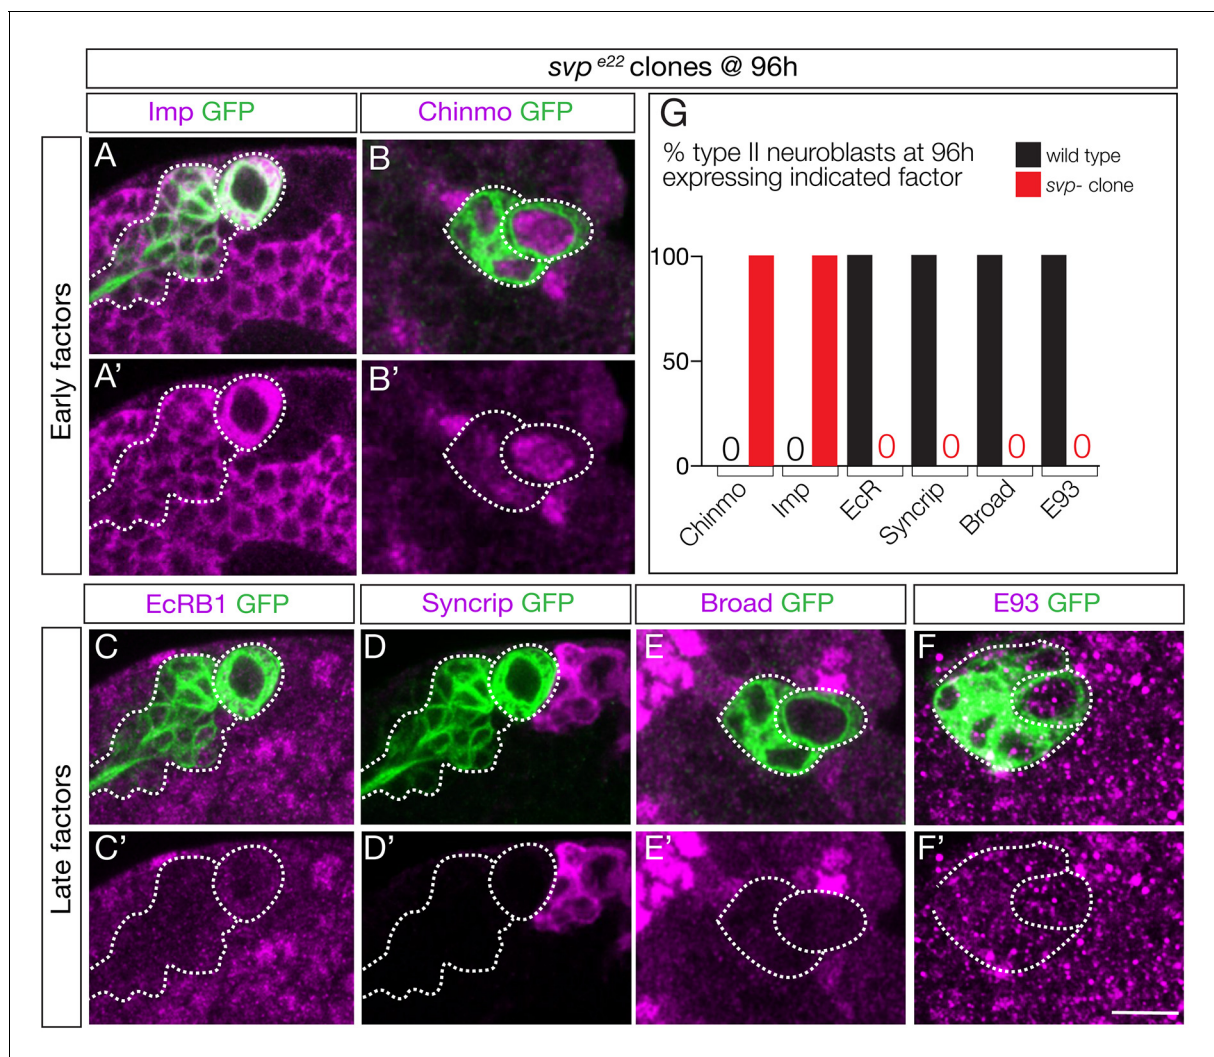 svp e22 clones @ 96h
Imp GFP
Chinmo GFP
Early factors
A
B
A’
B’
G
% type II neuroblasts at 96h
expressing indicated factor
wild type
svp- clone
100
50
0
0
0
0
0
0
0
Chinmo
Imp
EcR
Syncrip
Broad
E93
EcRB1 GFP
Syncrip GFP
Broad GFP
E93 GFP
Late factors
C
D
E
F
C’
D’
E’
F’